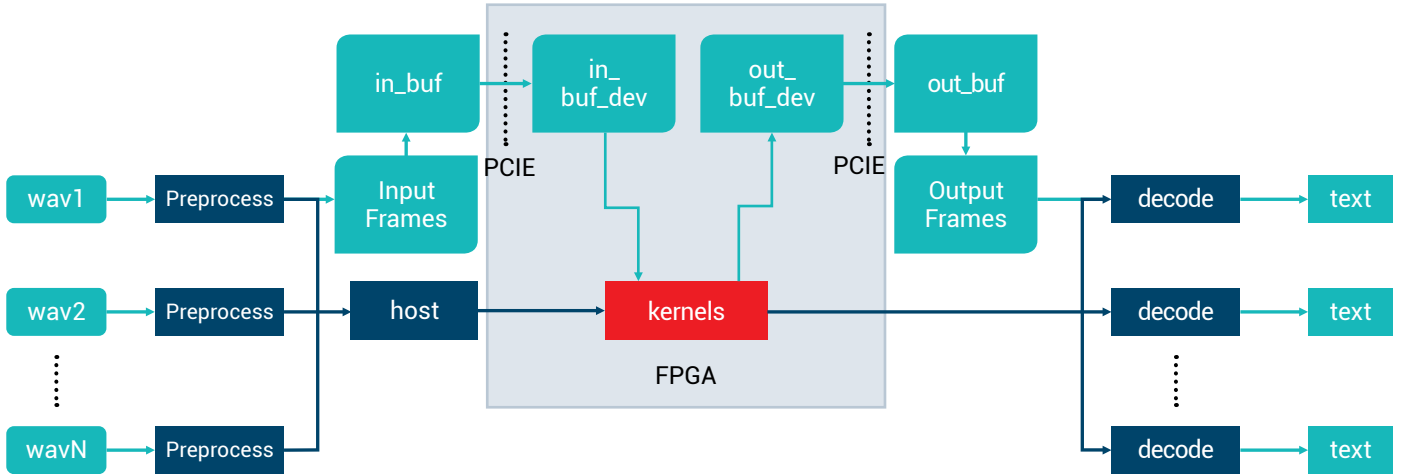 in_buf
in_
buf_dev
out_
buf_dev
out_buf
PCIE
PCIE
wav1
Preprocess
Input
Frames
Output
Frames
decode
text
wav2
Preprocess
host
kernels
decode
text
FPGA
wavN
Preprocess
decode
text